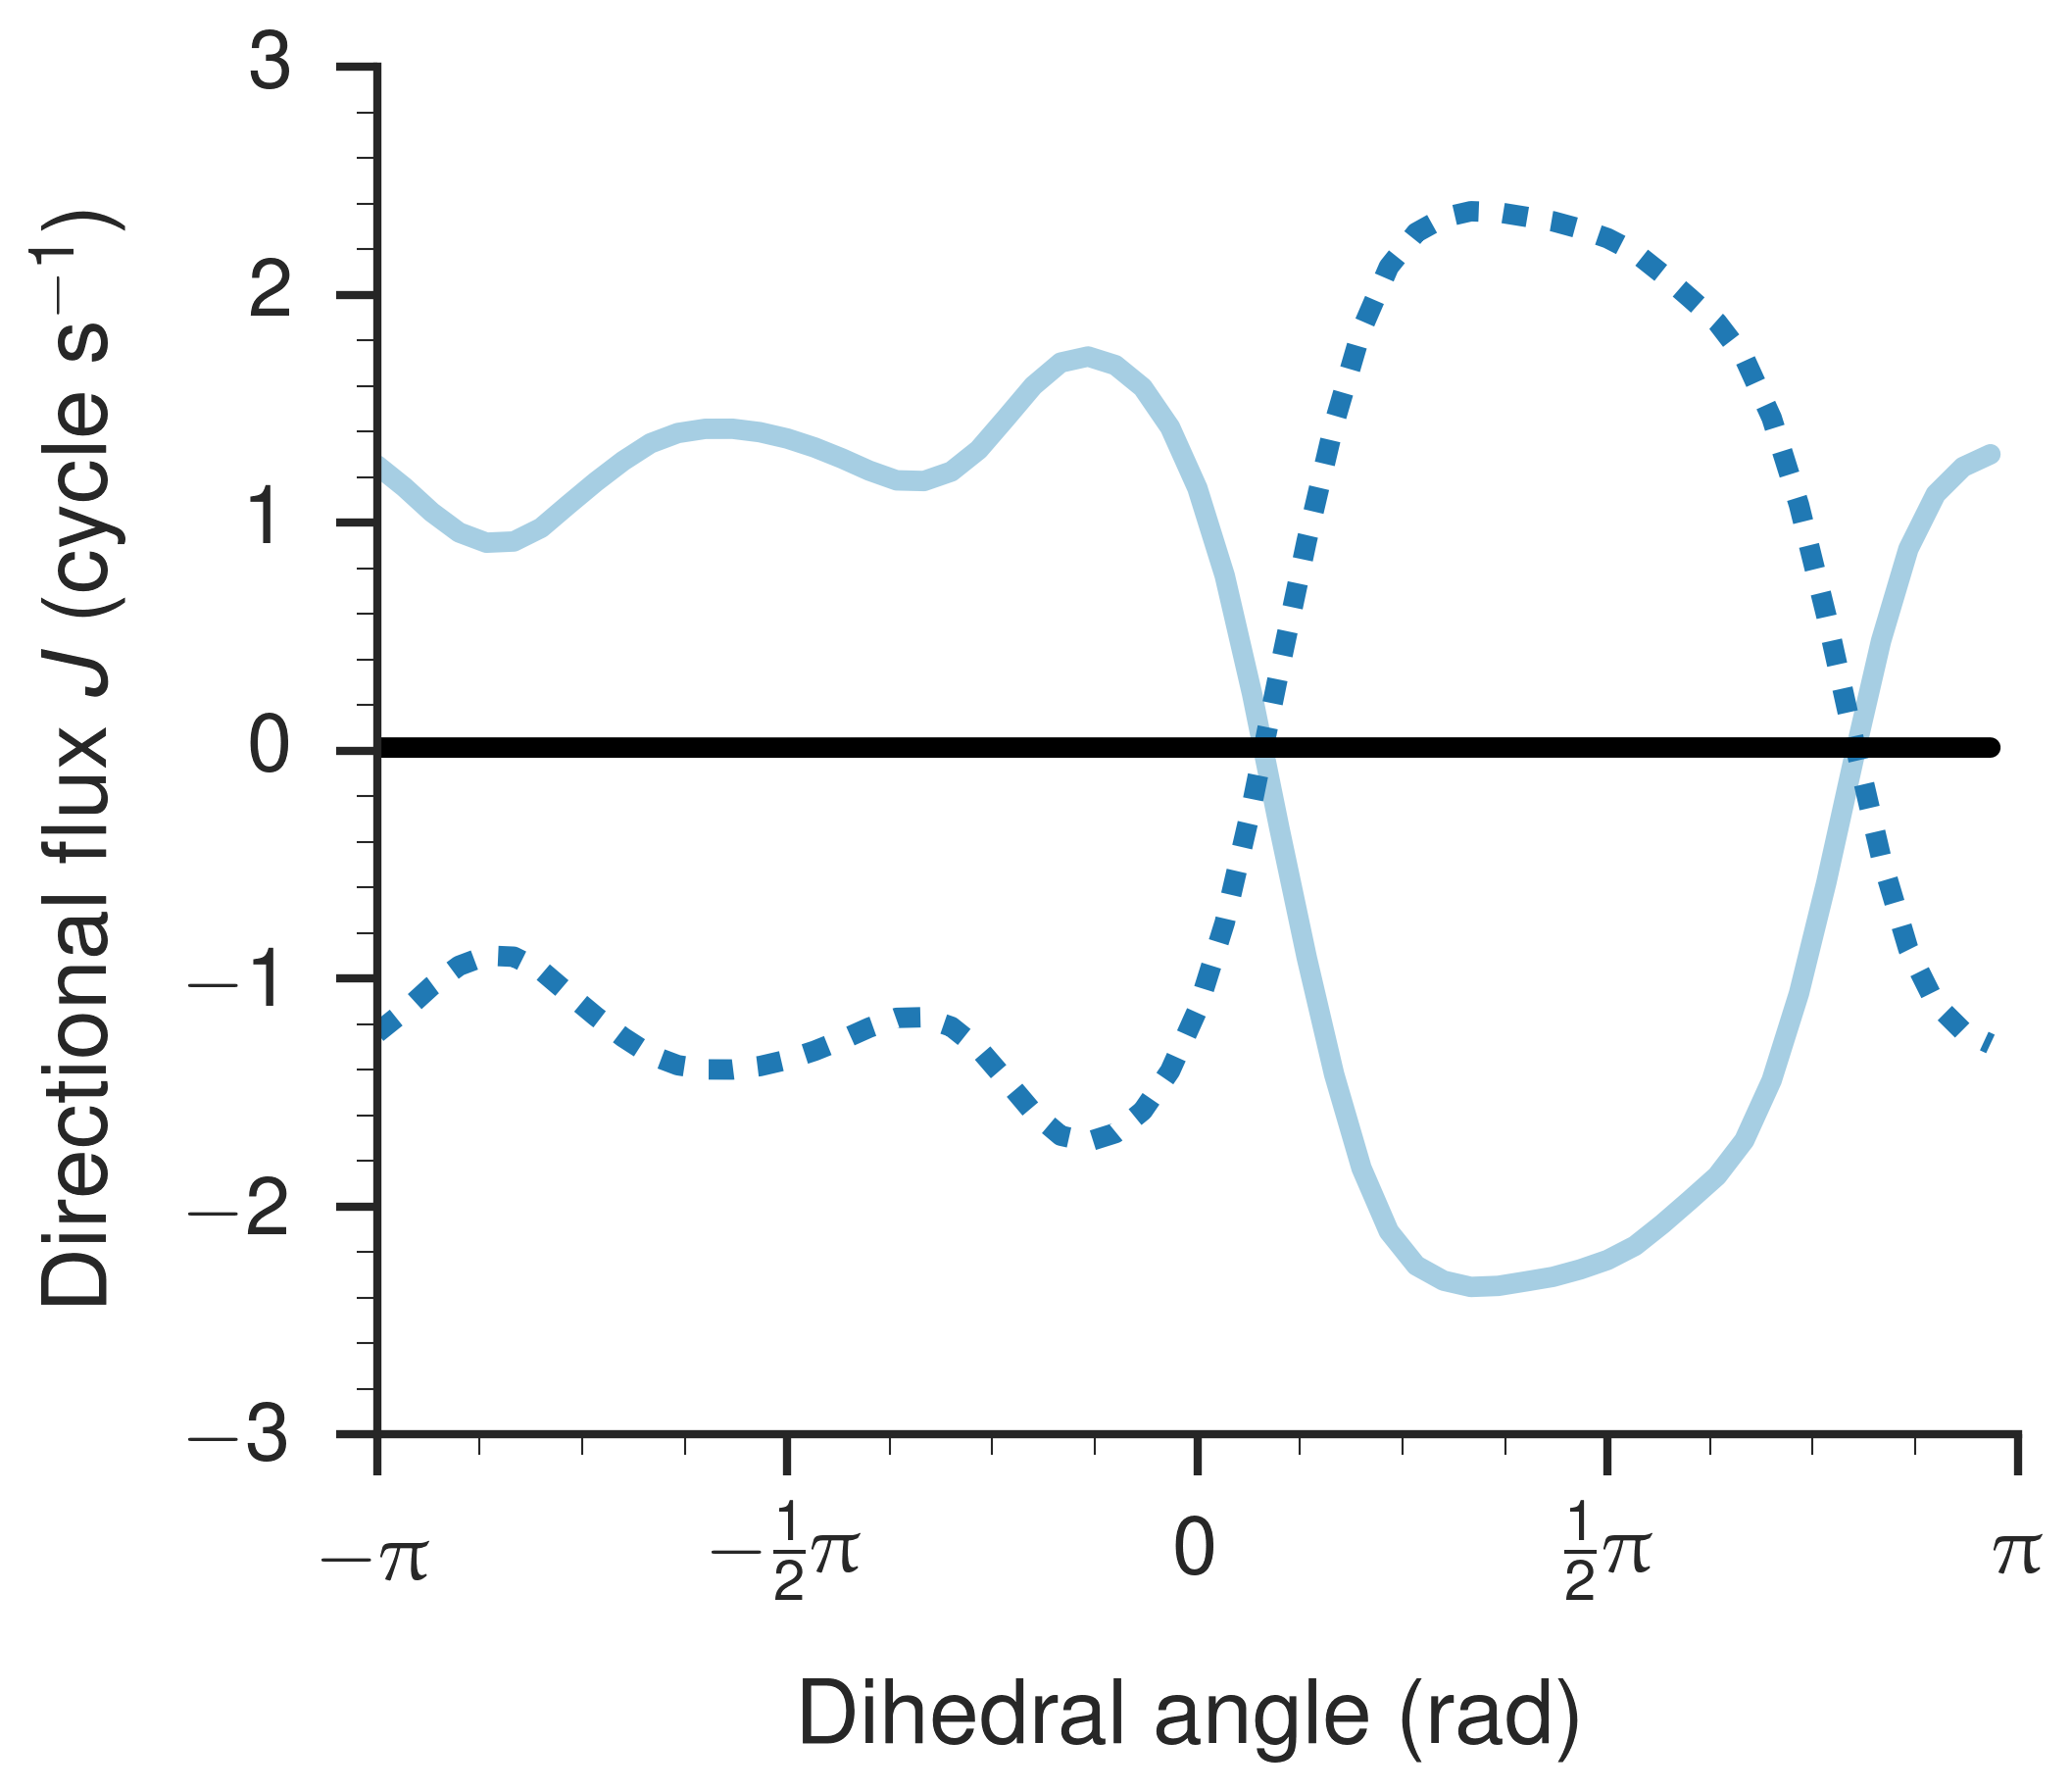 Directional flux J (cycle s⁻¹)
3
2
1
0
−1
−2
−3
−π
−½π
0
½π
π
Dihedral angle (rad)